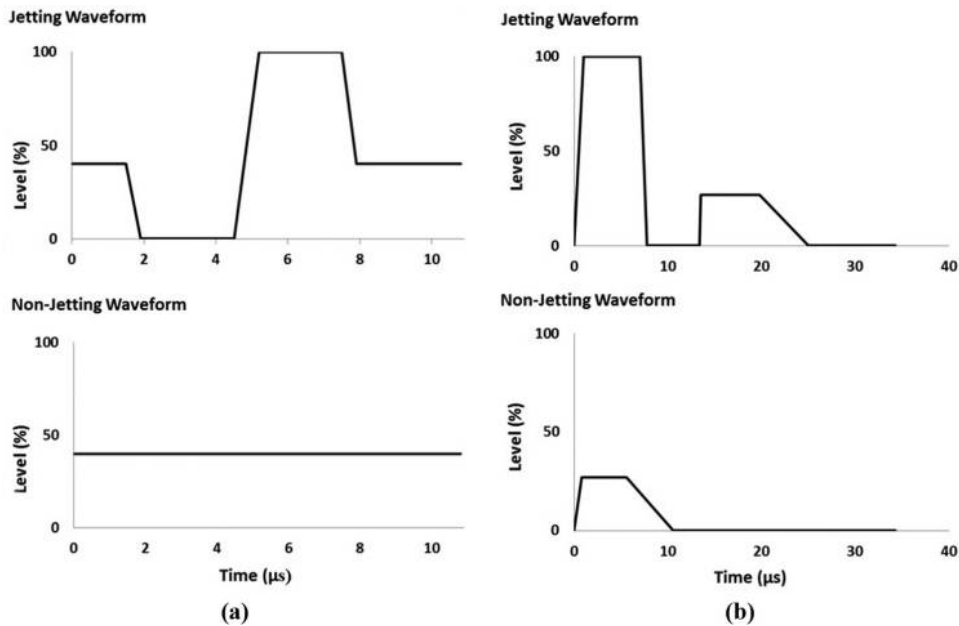 Jetting Waveform
100
50
0
Level (%)
0 2 4 6 8 10
Non-Jetting Waveform
100
50
0
Level (%)
0 2 4 6 8 10
Time (µs)
(a)
Jetting Waveform
100
50
0
Level (%)
0 10 20 30 40
Non-Jetting Waveform
100
50
0
Level (%)
0 10 20 30 40
Time (µs)
(b)